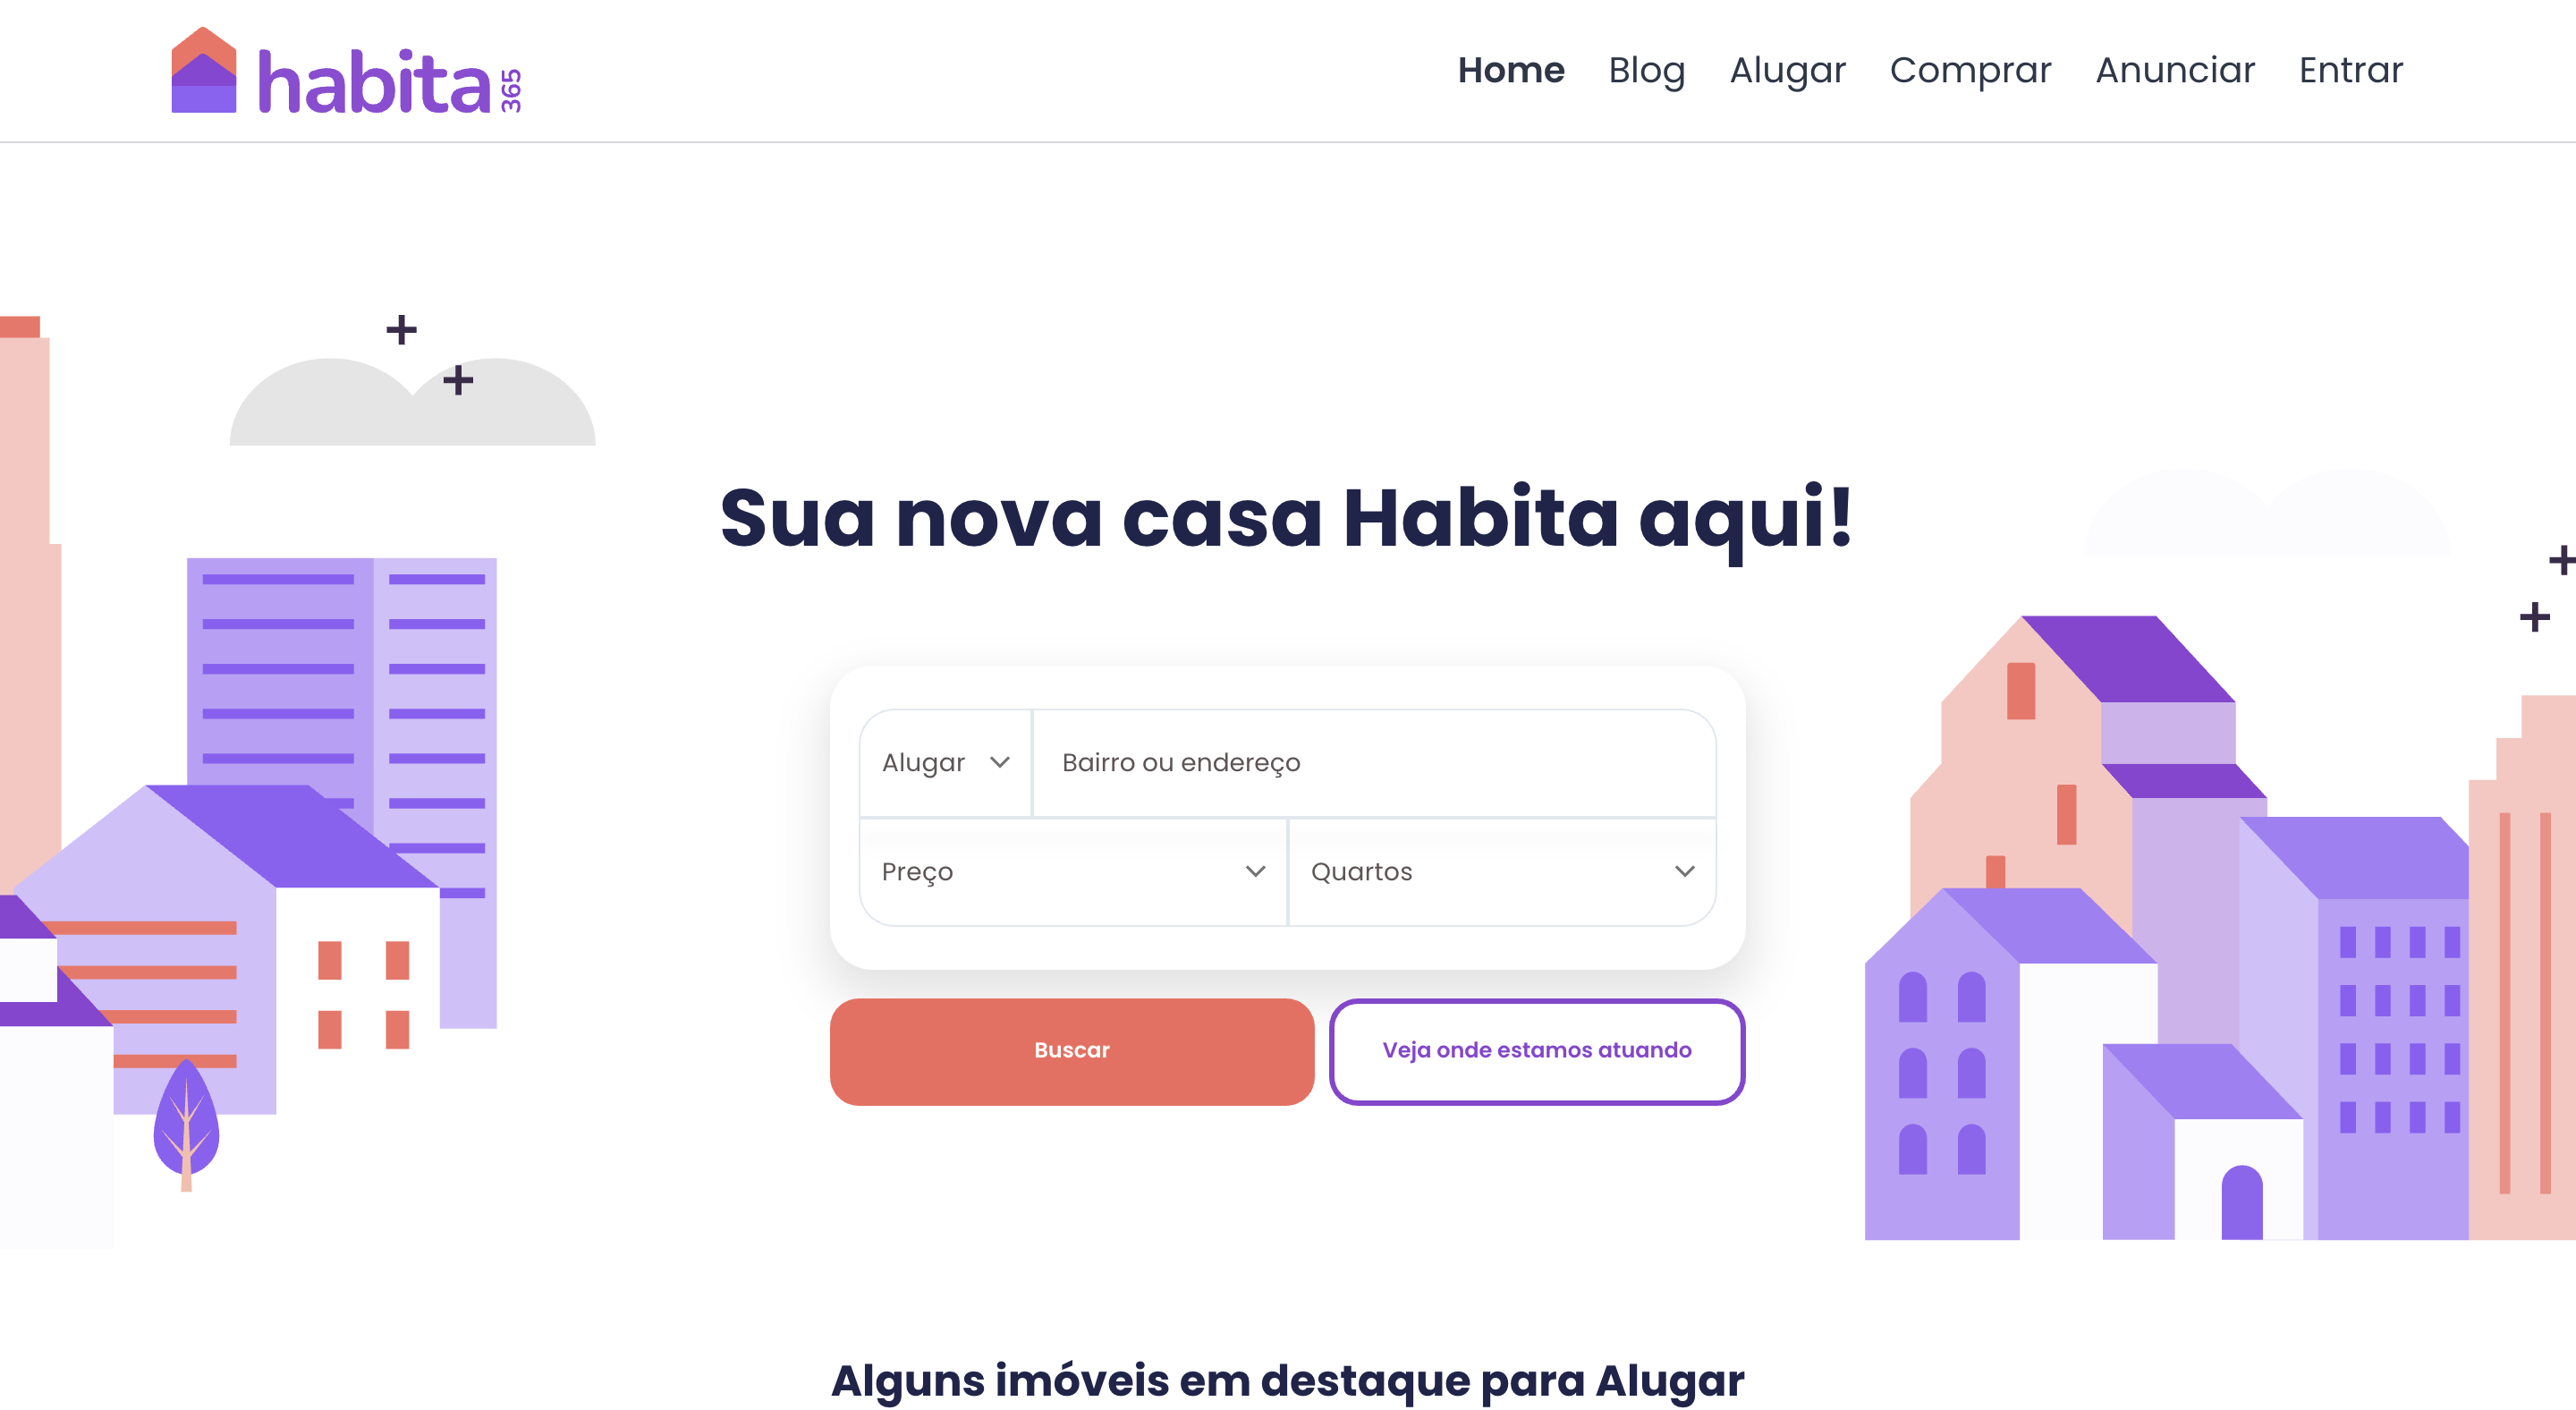 habita 365
Home Blog Alugar Comprar Anunciar Entrar
Sua nova casa Habita aqui!
Alugar Bairro ou endereço
Preço Quartos
Buscar Veja onde estamos atuando
Alguns imóveis em destaque para Alugar